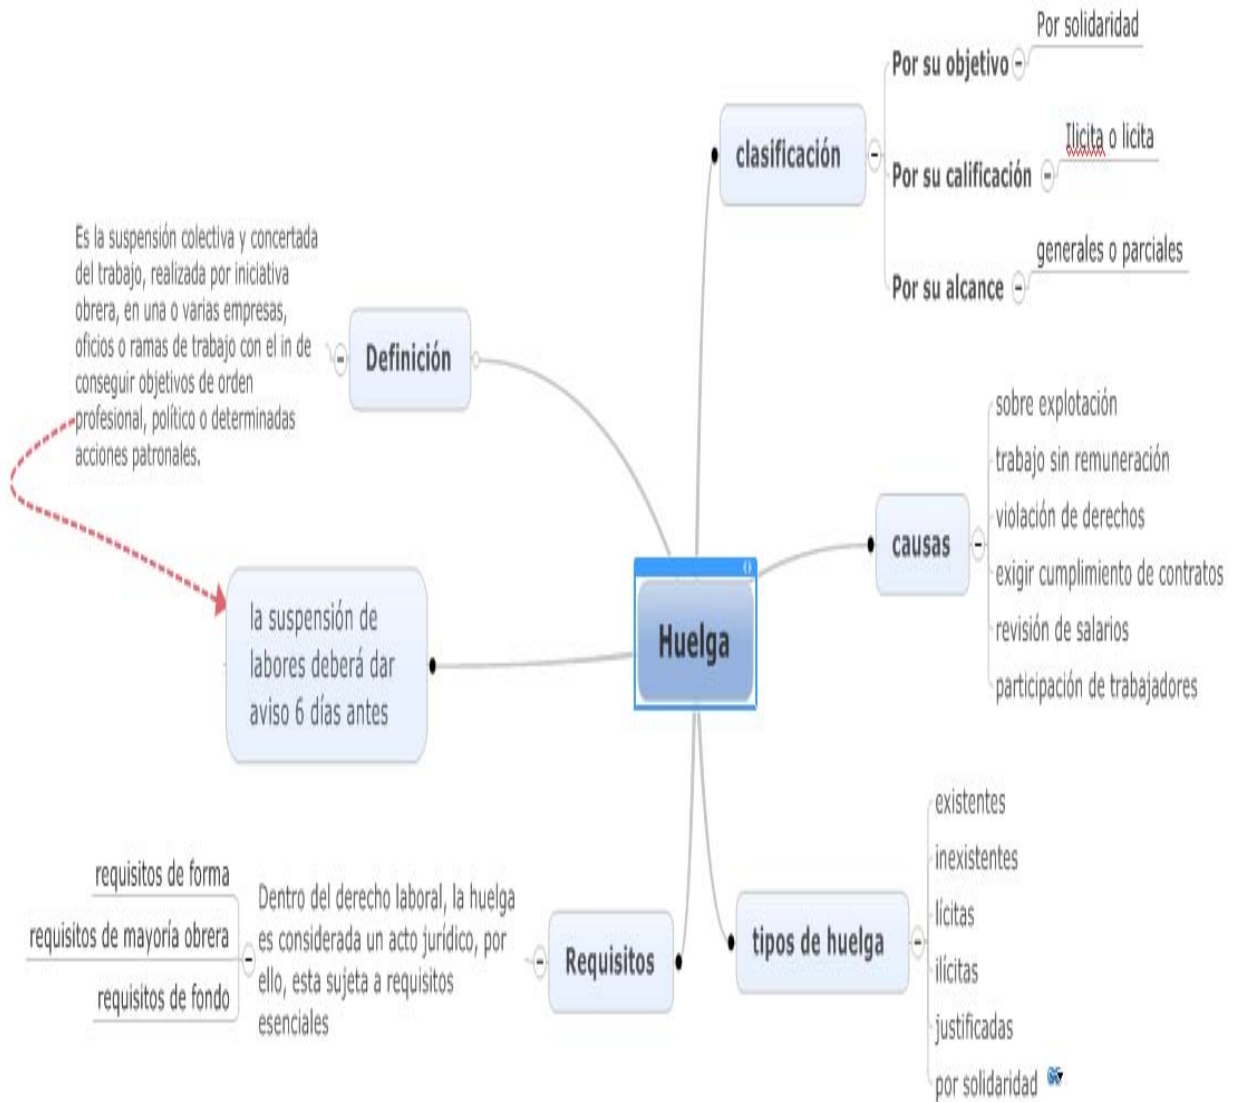 Huelga
Definición
Es la suspensión colectiva y concertada
del trabajo, realizada por iniciativa
obrera, en una o varias empresas,
oficios o ramas de trabajo con el in de
conseguir objetivos de orden
profesional, político o determinadas
acciones patronales.
la suspensión de
labores deberá dar
aviso 6 días antes
Requisitos
Dentro del derecho laboral, la huelga
es considerada un acto jurídico, por
ello, esta sujeta a requisitos
esenciales
requisitos de forma
requisitos de mayoría obrera
requisitos de fondo
clasificación
Por su objetivo
Por solidaridad
Por su calificación
Ilicita o licita
Por su alcance
generales o parciales
causas
sobre explotación
trabajo sin remuneración
violación de derechos
exigir cumplimiento de contratos
revisión de salarios
participación de trabajadores
tipos de huelga
existentes
inexistentes
lícitas
ilícitas
justificadas
por solidaridad